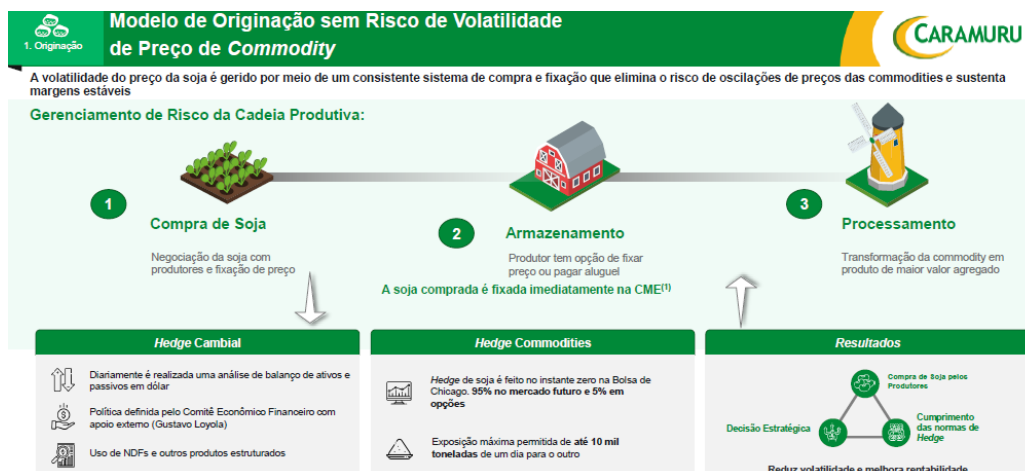 Modelo de Originação sem Risco de Volatilidade
de Preço de Commodity
1. Originação
CARAMURU
A volatilidade do preço da soja é gerido por meio de um consistente sistema de compra e fixação que elimina o risco de oscilações de preços das commodities e sustenta
margens estáveis
Gerenciamento de Risco da Cadeia Produtiva:
1
Compra de Soja
Negociação da soja com
produtores e fixação de preço
2
Armazenamento
Produtor tem opção de fixar
preço ou pagar aluguel
A soja comprada é fixada imediatamente na CME(1)
3
Processamento
Transformação da commodity em
produto de maior valor agregado
Hedge Cambial
Diariamente é realizada uma análise de balanço de ativos e
passivos em dólar
Política definida pelo Comitê Econômico Financeiro com
apoio externo (Gustavo Loyola)
Uso de NDFs e outros produtos estruturados
Hedge Commodities
Hedge de soja é feito no instante zero na Bolsa de
Chicago. 95% no mercado futuro e 5% em
opções
Exposição máxima permitida de até 10 mil
toneladas de um dia para o outro
Resultados
Compra de Soja pelos
Produtores
Decisão Estratégica
Cumprimento
das normas de
Hedge
Reduz volatilidade e melhora rentabilidade